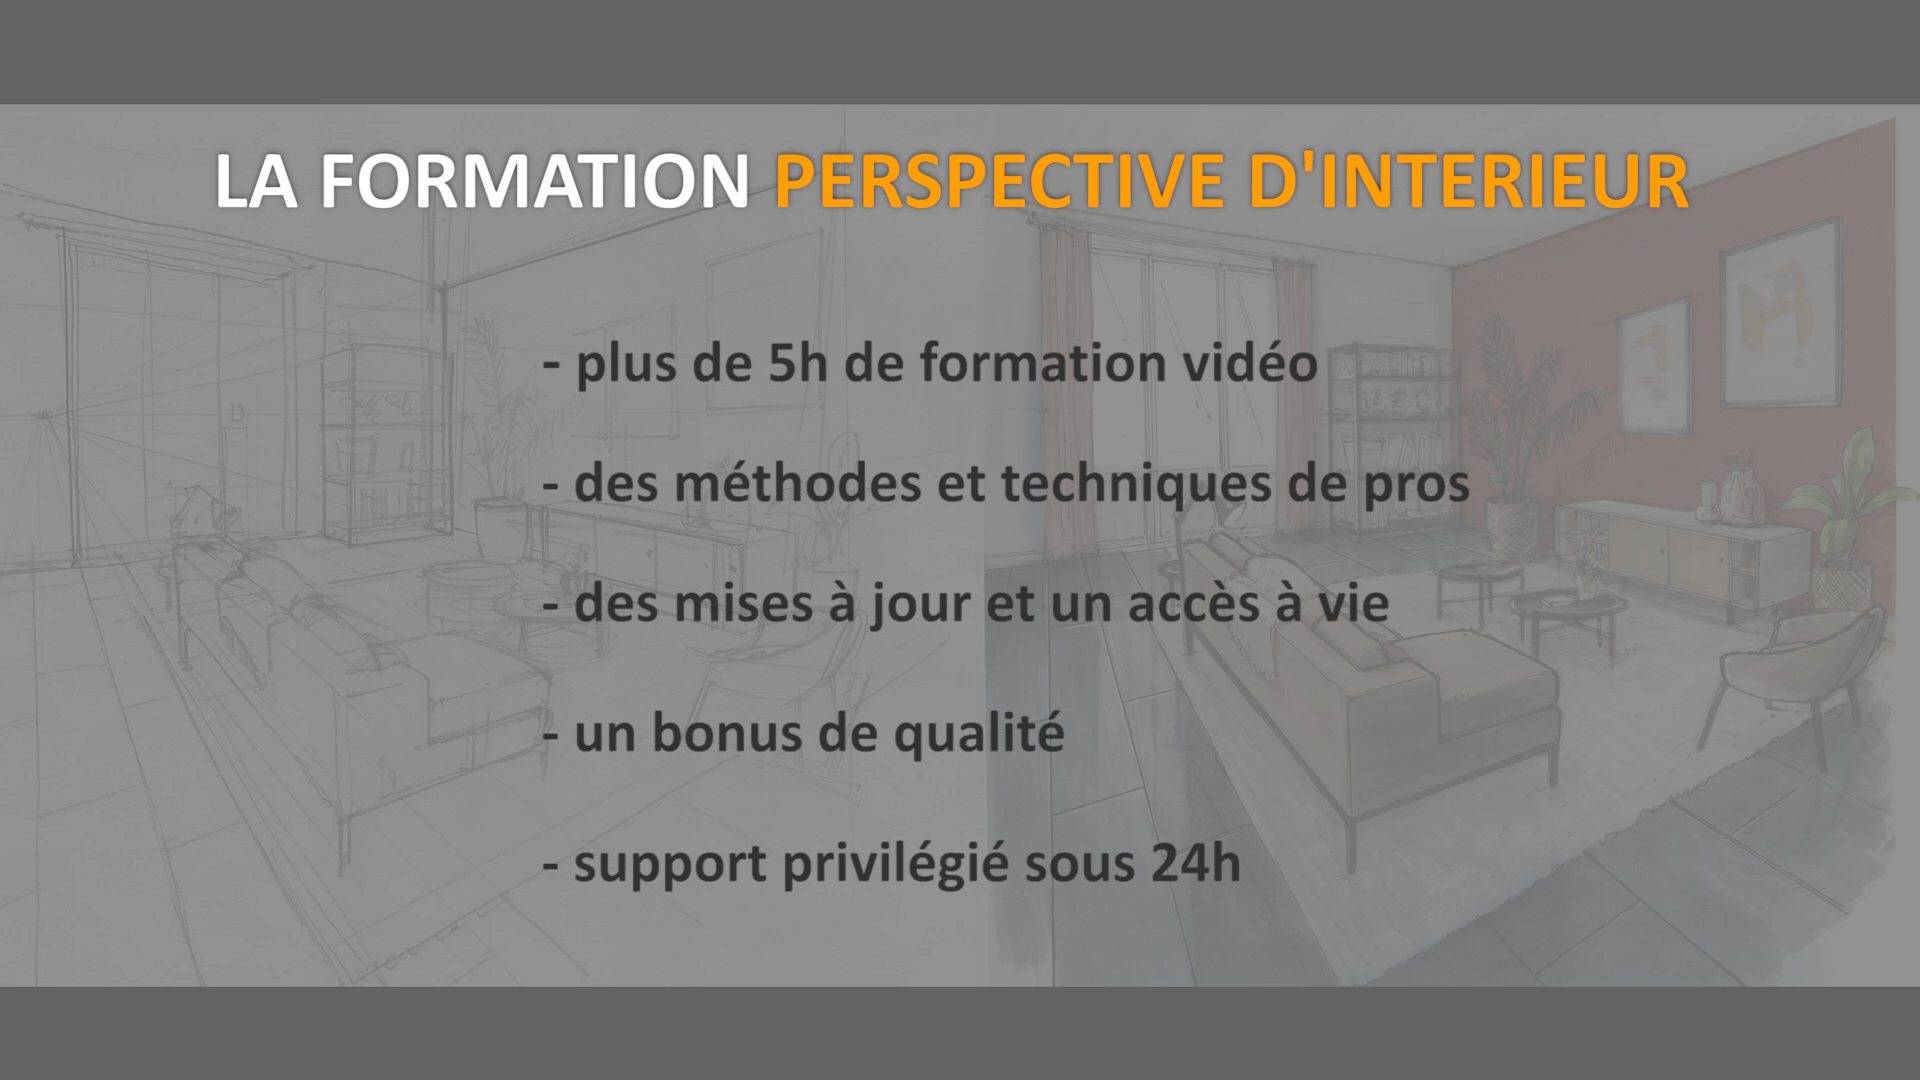 LA FORMATION PERSPECTIVE D'INTERIEUR
- plus de 5h de formation vidéo
- des méthodes et techniques de pros
- des mises à jour et un accès à vie
- un bonus de qualité
- support privilégié sous 24h